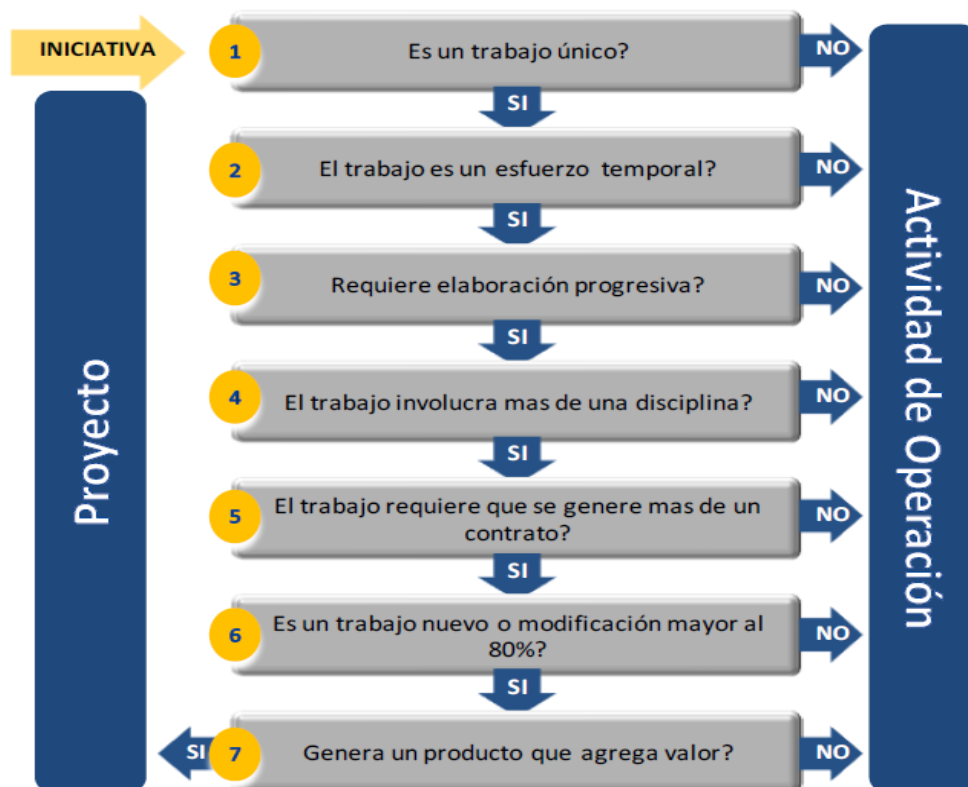 INICIATIVA
1
Es un trabajo único?
NO
SI
2
El trabajo es un esfuerzo temporal?
NO
SI
3
Requiere elaboración progresiva?
NO
SI
4
El trabajo involucra mas de una disciplina?
NO
SI
5
El trabajo requiere que se genere mas de un
contrato?
NO
SI
6
Es un trabajo nuevo o modificación mayor al
80%?
NO
SI
SI
7
Genera un producto que agrega valor?
NO
Proyecto
Actividad de Operación